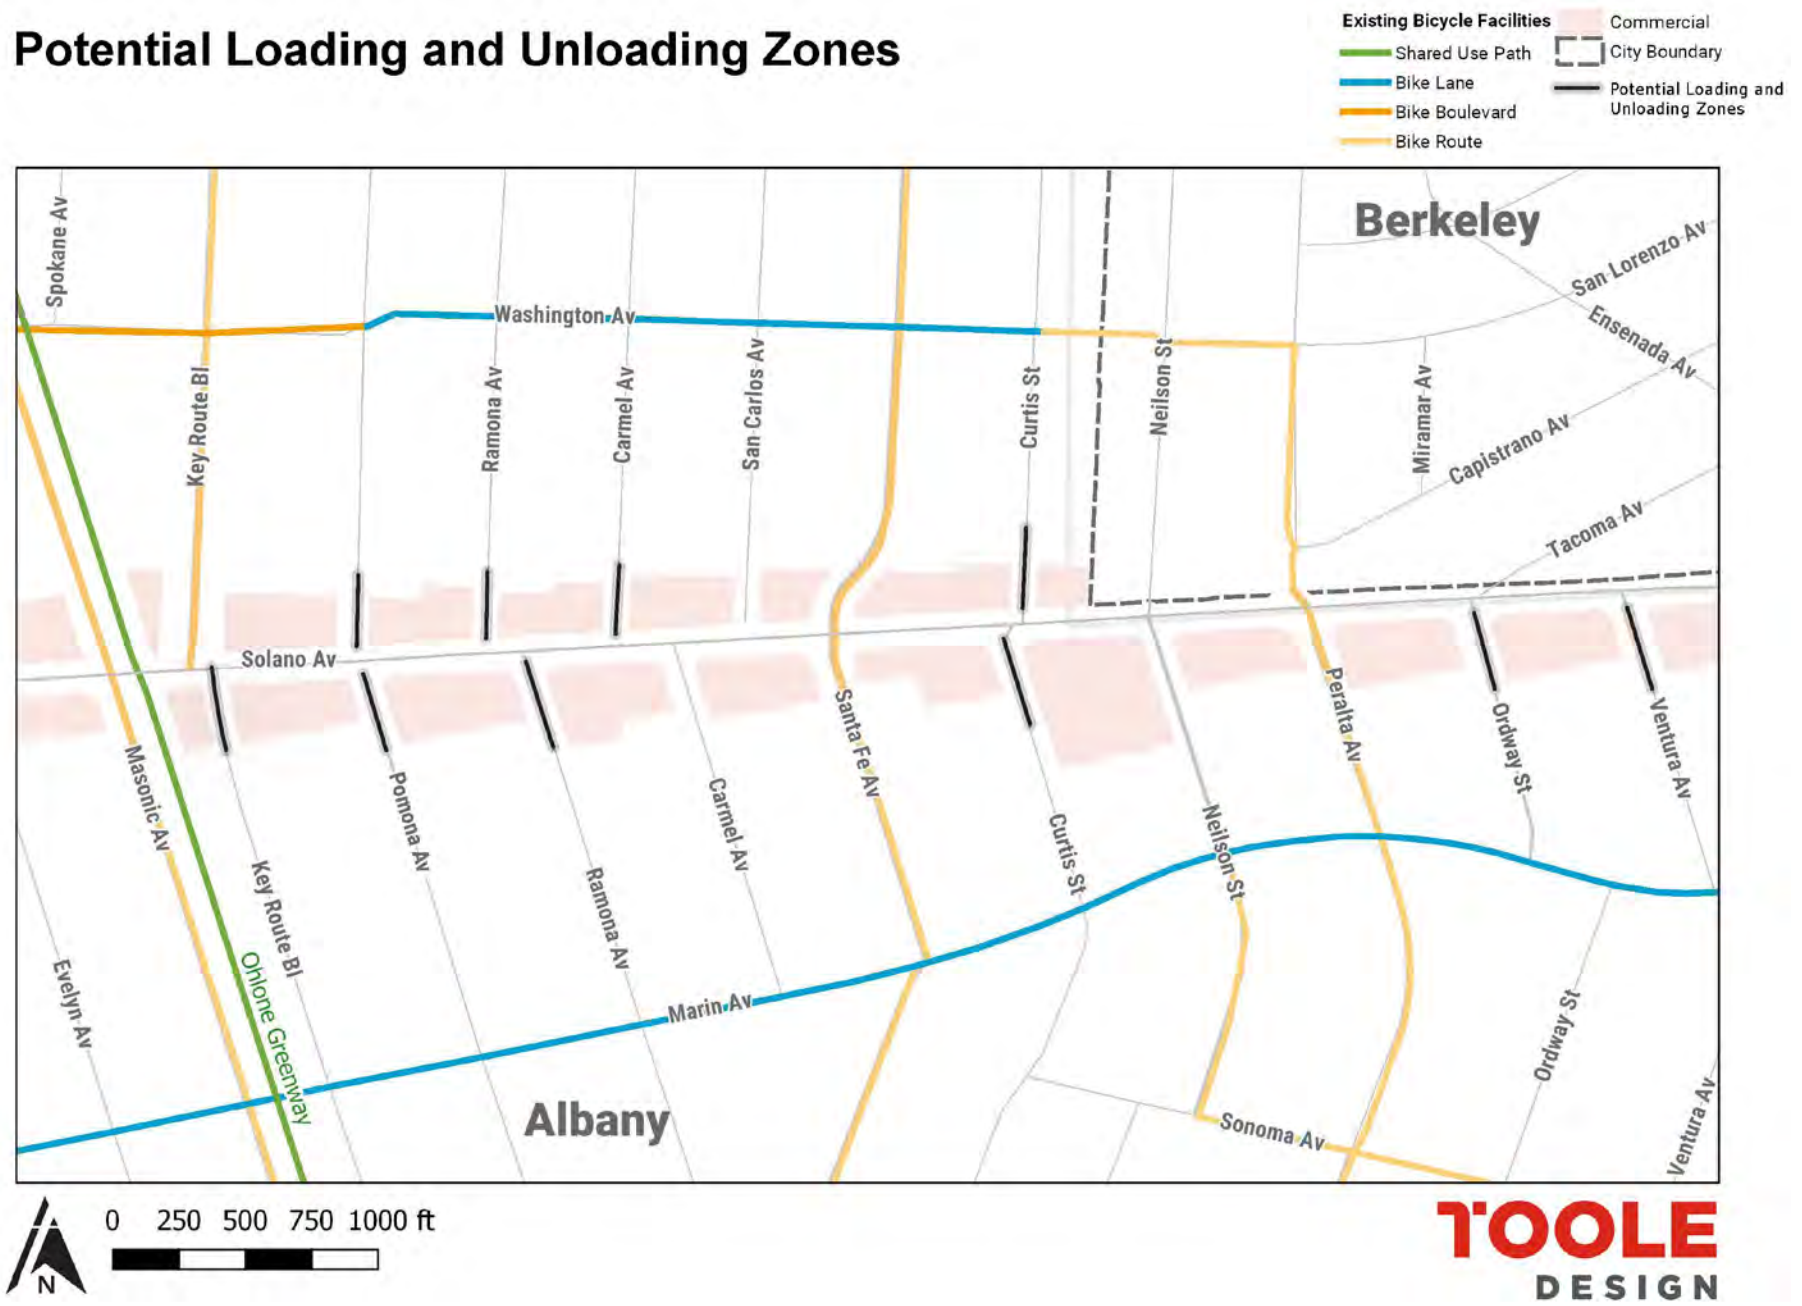 Potential Loading and Unloading Zones
Existing Bicycle Facilities
Shared Use Path
Bike Lane
Bike Boulevard
Bike Route
Commercial
City Boundary
Potential Loading and
Unloading Zones
Berkeley
Spokane Av
San Lorenzo Av
Ensenada Av
Washington Av
Key Route Bl
Ramona Av
Carmel Av
San Carlos Av
Curtis St
Neilson St
Miramar Av
Capistrano Av
Tacoma Av
Solano Av
Masonic Av
Pomona Av
Carmel Av
Santa Fe Av
Peralta Av
Ordway St
Ventura Av
Key Route Bl
Ramona Av
Curtis St
Neilson St
Evelyn Av
Ohlone Greenway
Marin Av
Ordway St
Albany
Sonoma Av
Ventura Av
0 250 500 750 1000 ft
N
TOOLE
DESIGN